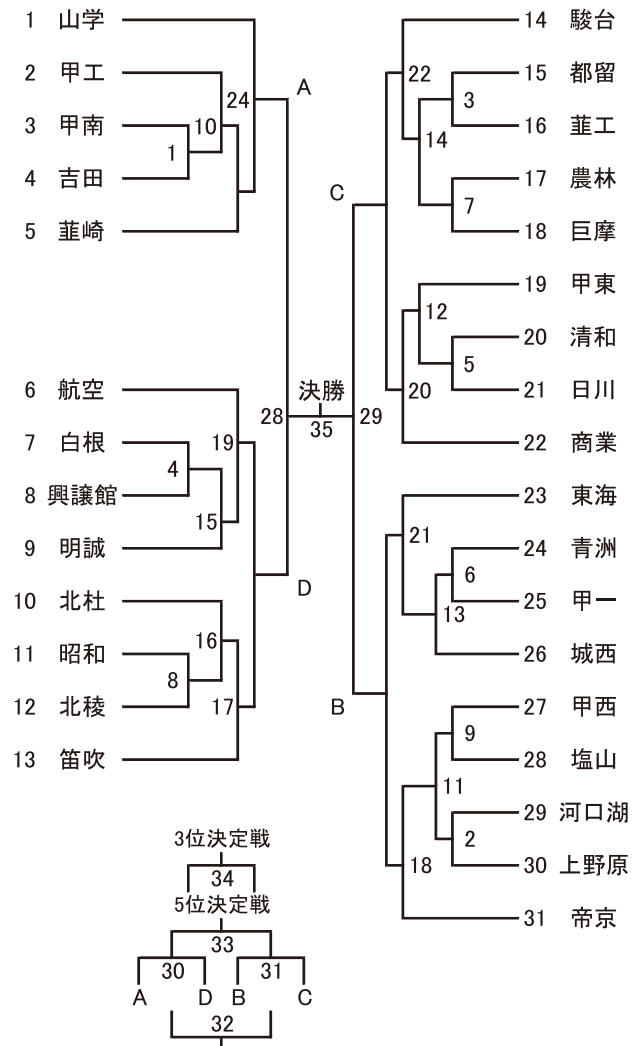 1 山学
2 甲工
3 甲南
4 吉田
5 韮崎
6 航空
7 白根
8 興譲館
9 明誠
10 北杜
11 昭和
12 北稜
13 笛吹
24
10
1
A
19
4
15
16
8
17
D
28
決勝
35
29
C
B
22
3
14
7
12
5
20
21
6
13
9
11
2
18
14 駿台
15 都留
16 韮工
17 農林
18 巨摩
19 甲東
20 清和
21 日川
22 商業
23 東海
24 青洲
25 甲一
26 城西
27 甲西
28 塩山
29 河口湖
30 上野原
31 帝京
3位決定戦
34
5位決定戦
33
30 31
A D B C
32